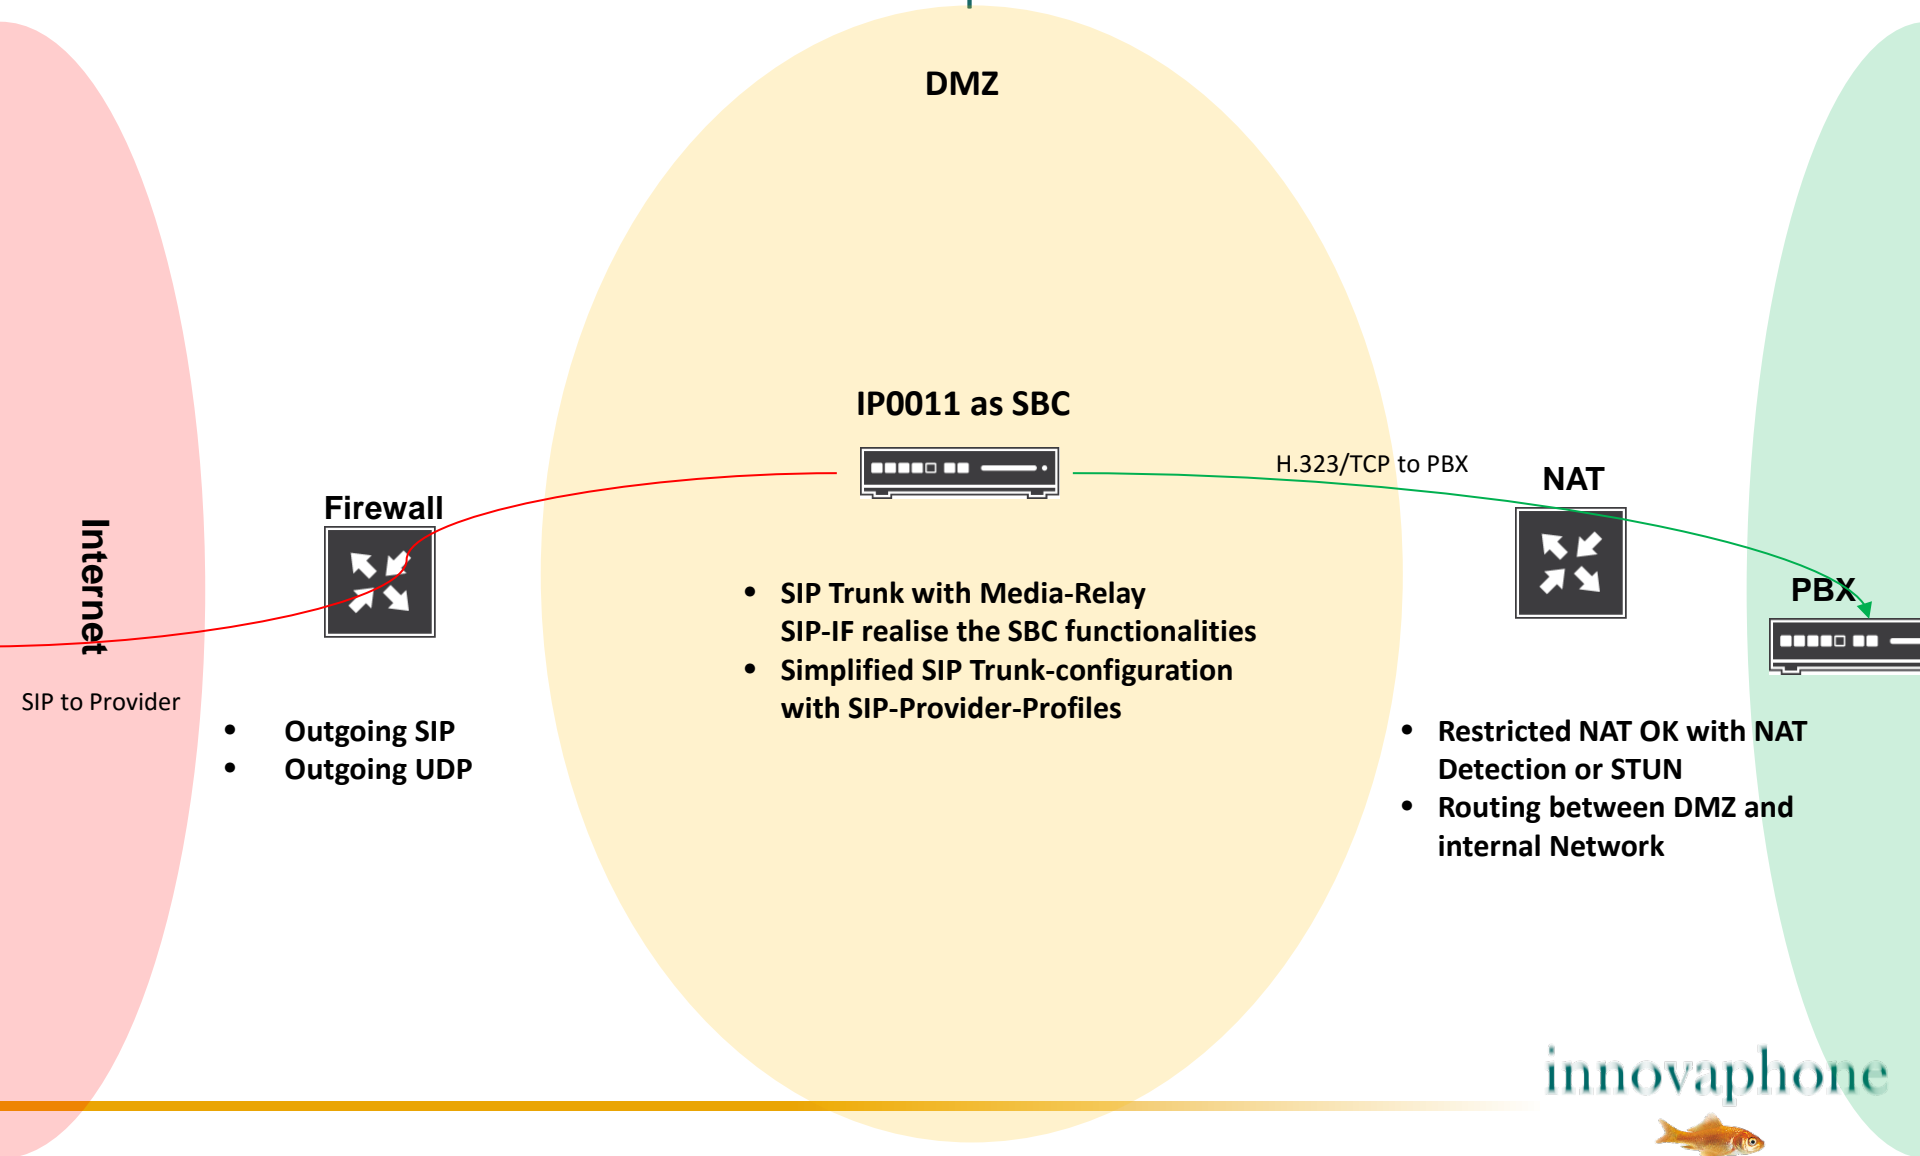 DMZ
IP0011 as SBC
H.323/TCP to PBX
NAT
Firewall
Internet
PBX
SIP to Provider
• SIP Trunk with Media-Relay
SIP-IF realise the SBC functionalities
• Simplified SIP Trunk-configuration
with SIP-Provider-Profiles
• Outgoing SIP
• Outgoing UDP
• Restricted NAT OK with NAT
Detection or STUN
• Routing between DMZ and
internal Network
innovaphone